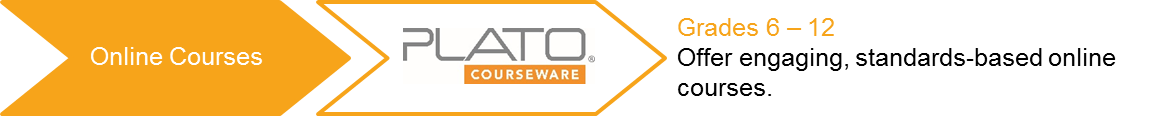 Online Courses
PLATO®
COURSEWARE
Grades 6 – 12
Offer engaging, standards-based online
courses.